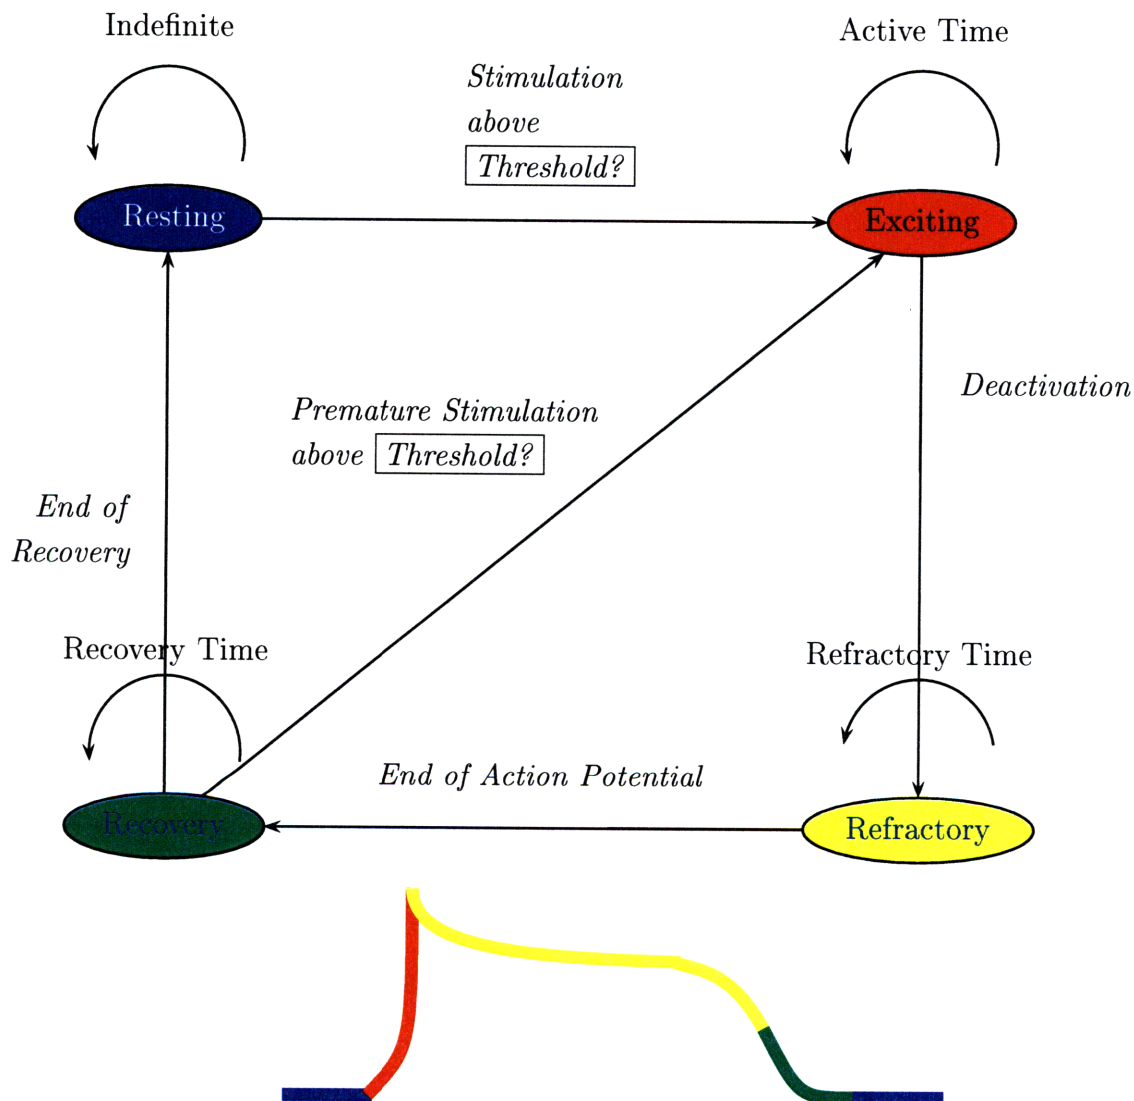 Indefinite
Active Time
Stimulation
above
Threshold?
Resting
Exciting
Deactivation
Premature Stimulation
above Threshold?
End of
Recovery
Recovery Time
Refractory Time
End of Action Potential
Recovery
Refractory